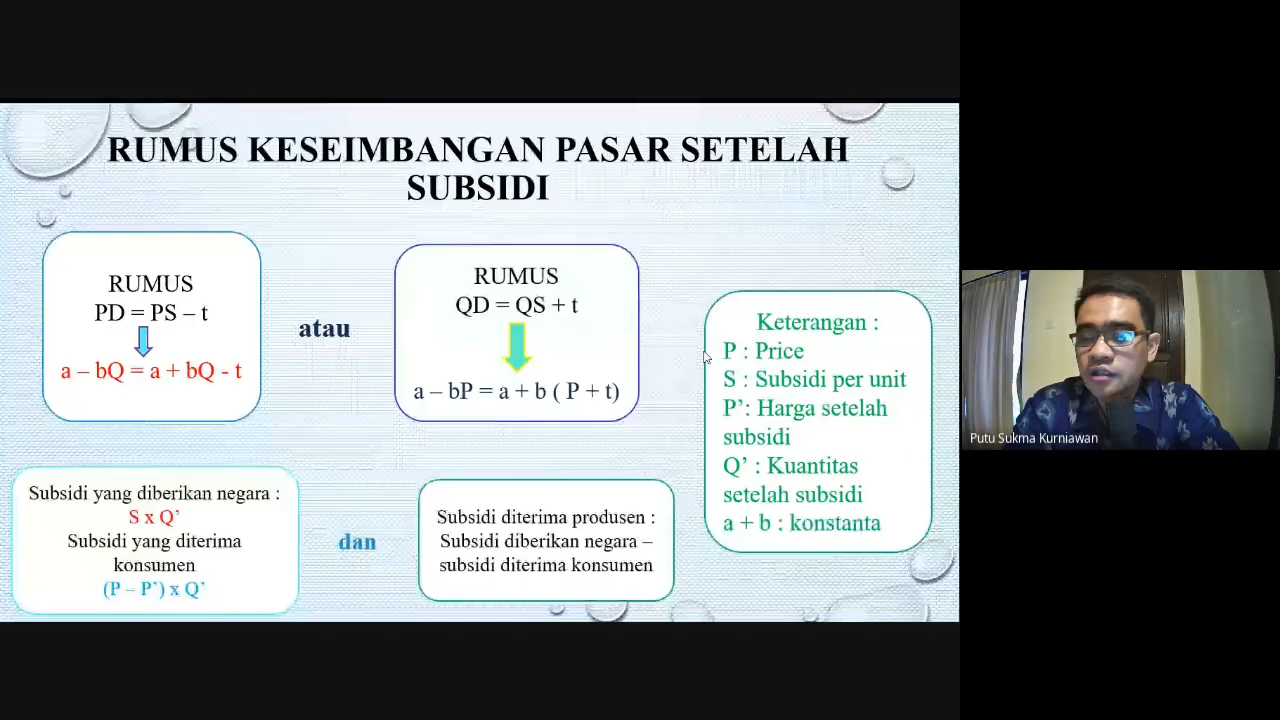 RUMUS KESEIMBANGAN PASAR SETELAH
SUBSIDI
RUMUS
PD = PS – t
a – bQ = a + bQ - t
atau
RUMUS
QD = QS + t
a – bP = a + b ( P + t)
Keterangan :
P : Price
S : Subsidi per unit
P’: Harga setelah
subsidi
Q’ : Kuantitas
setelah subsidi
a + b : konstanta
Subsidi yang diberikan negara :
S x Q’
Subsidi yang diterima
konsumen
(P – P’) x Q’
dan
Subsidi diterima produsen :
Subsidi diberikan negara –
subsidi diterima konsumen
Putu Sukma Kurniawan